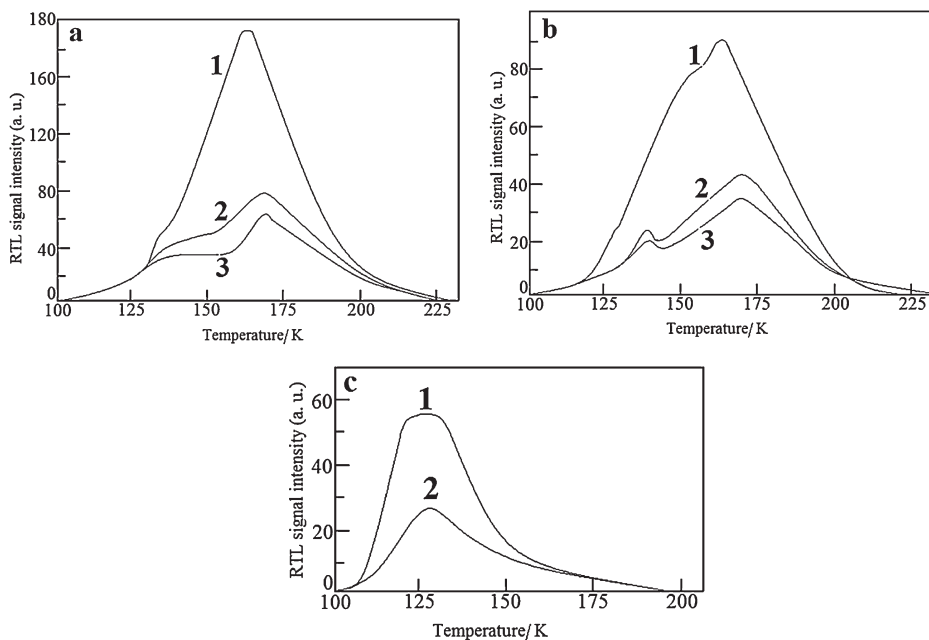 a
RTL signal intensity (a. u.)
180
160
120
80
40
0
1
2
3
100 125 150 175 200 225
Temperature/ K
b
RTL signal intensity (a. u.)
80
60
40
20
0
1
2
3
100 125 150 175 200 225
Temperature/ K
c
RTL signal intensity (a. u.)
60
40
20
0
1
2
100 125 150 175 200
Temperature/ K